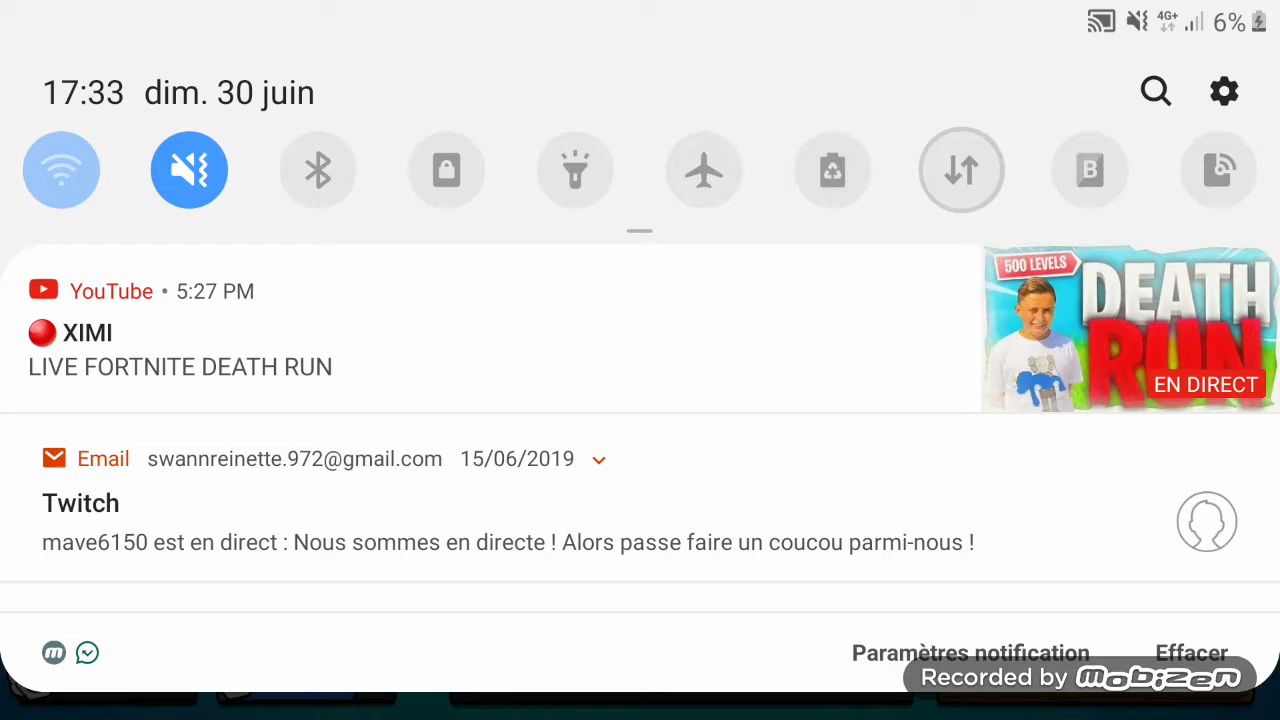 4G+ 6%
17:33 dim. 30 juin
B
YouTube • 5:27 PM
XIMI
LIVE FORTNITE DEATH RUN
500 LEVELS
DEATH
RUN
EN DIRECT
Email swannreinette.972@gmail.com 15/06/2019
Twitch
mave6150 est en direct : Nous sommes en directe ! Alors passe faire un coucou parmi-nous !
m
Paramètres notification Effacer
Recorded by mobizen